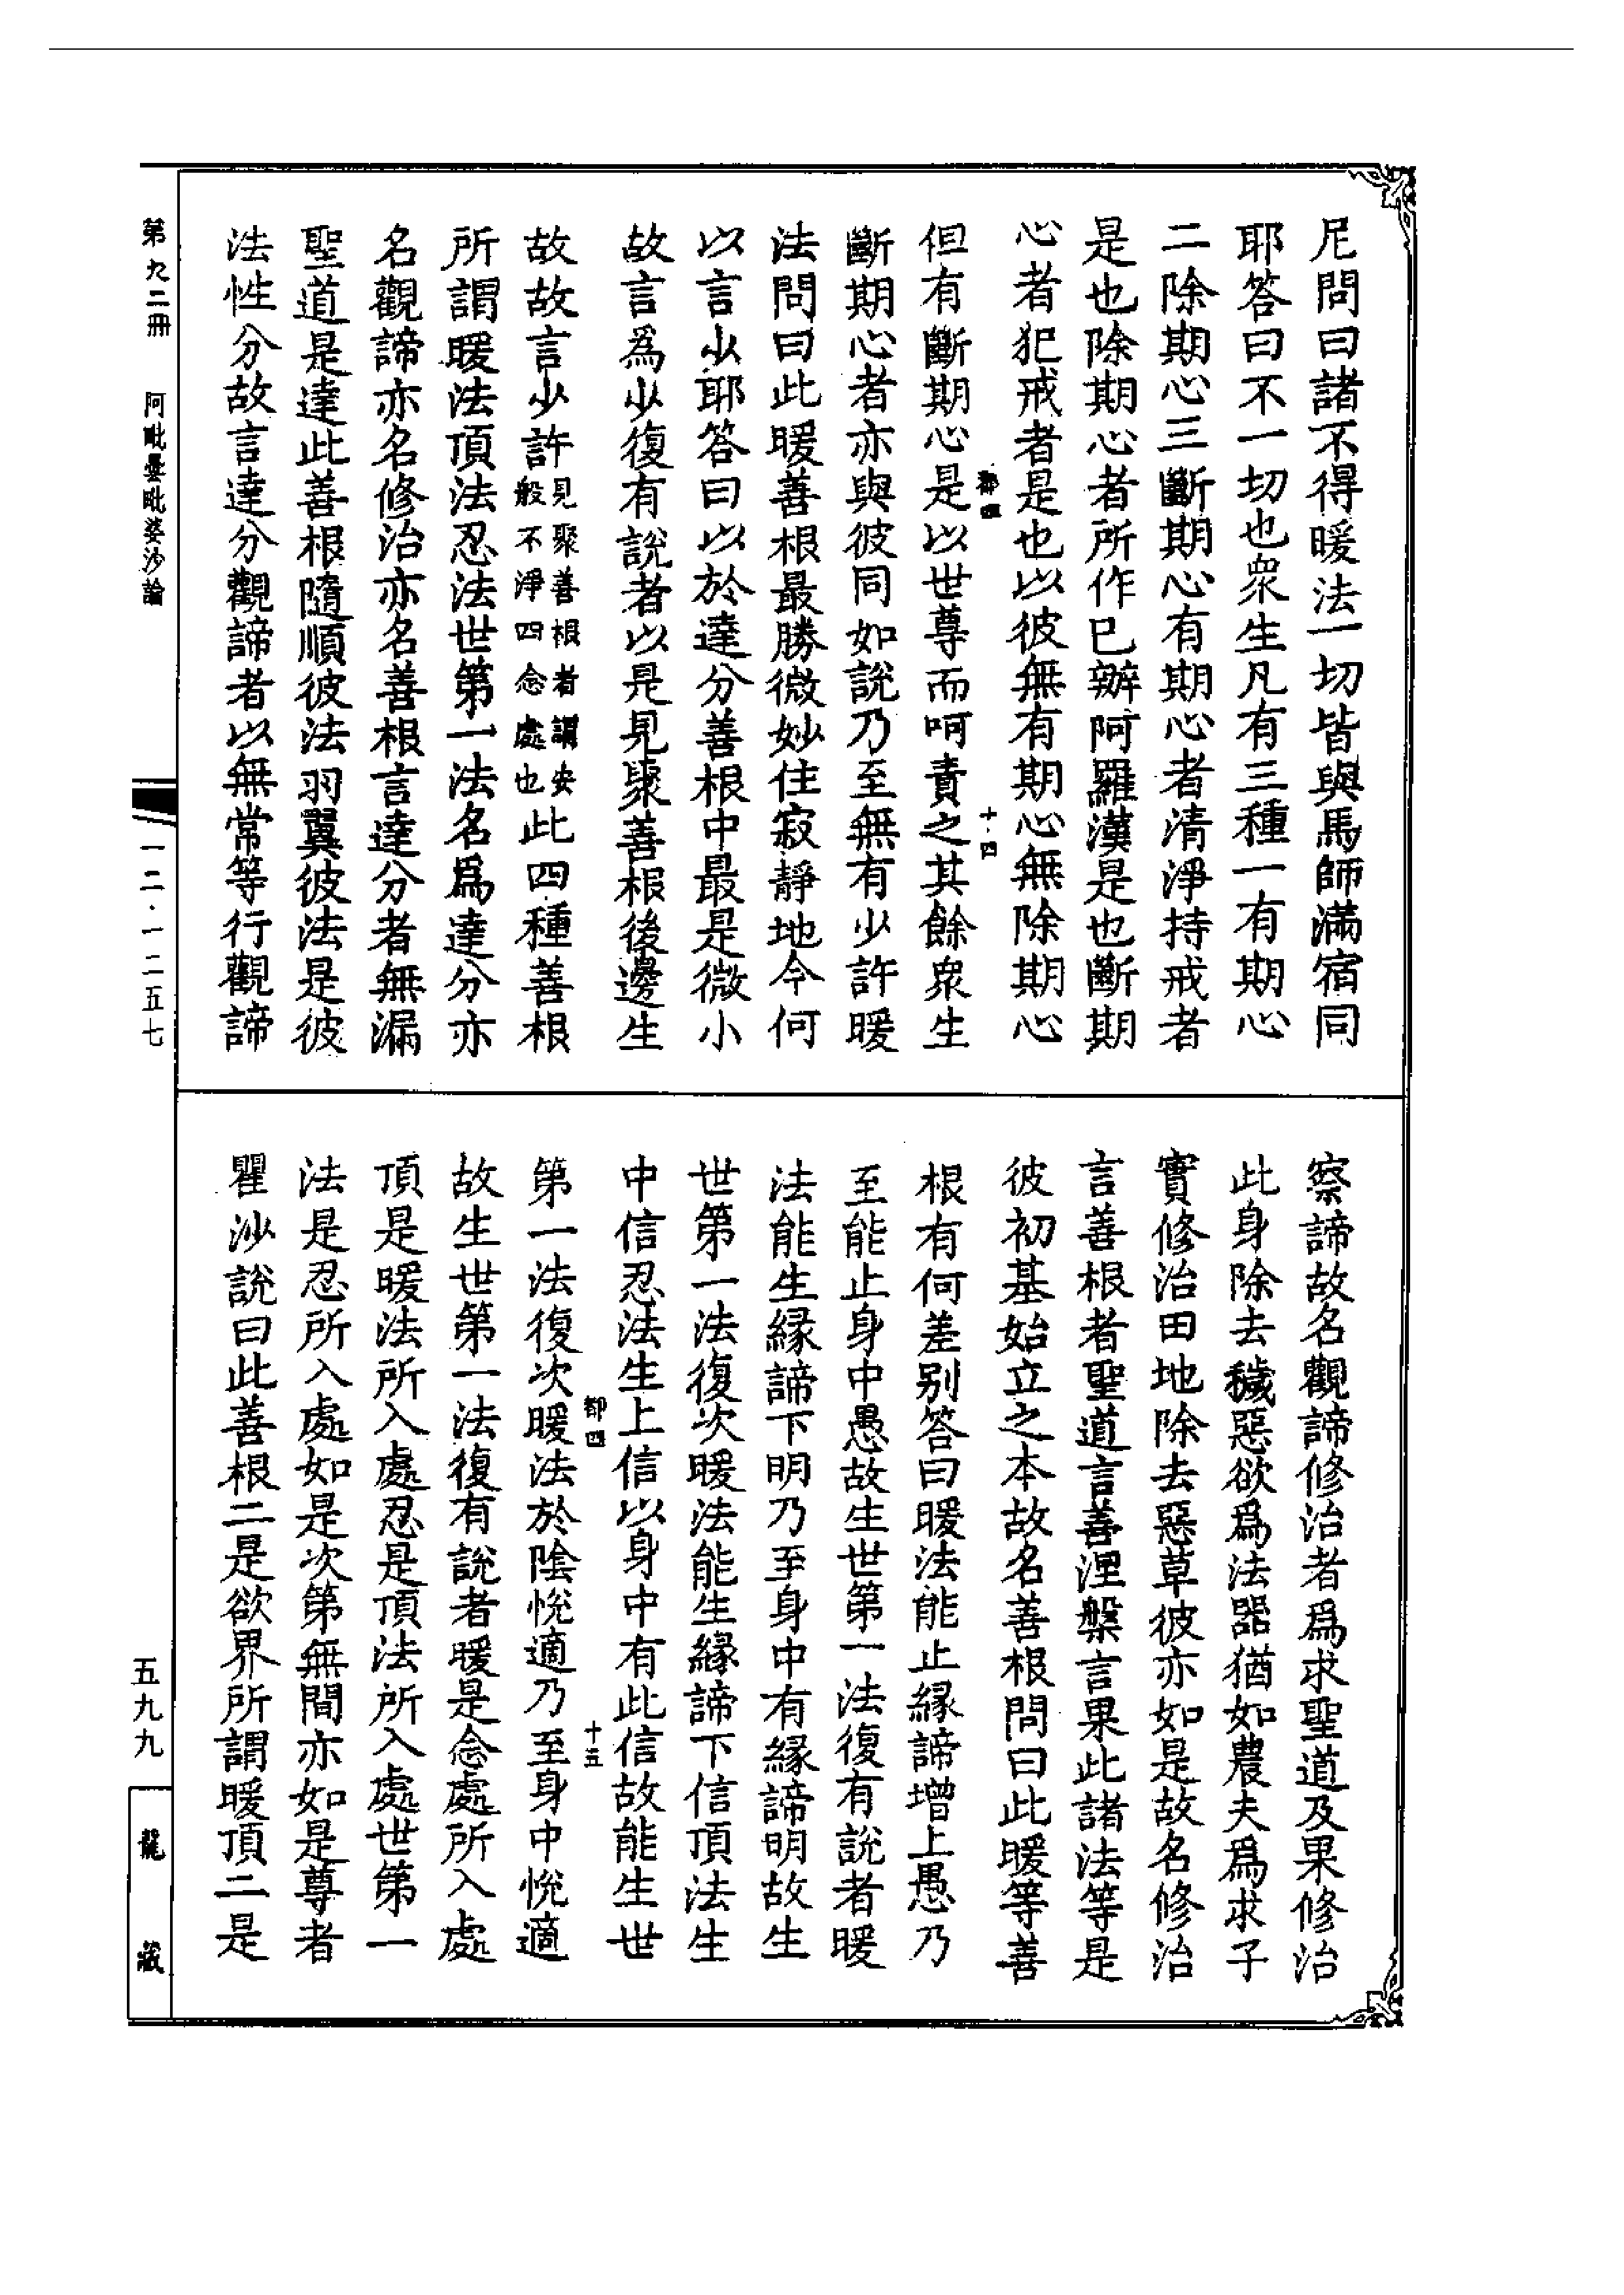 尼問曰諸不得暖法一切皆與馬師滿宿同
耶答曰不一切也衆生凡有三種一有期心
二除期心三斷期心有期心者清淨持戒者
是也除期心者所作已辦阿羅漢是也斷期
心者犯戒者是也以彼無有期心無除期心
都四 十四
但有斷期心是以世尊而呵責之其餘衆生
斷期心者亦與彼同如說乃至無有少許暖
法問曰此暖善根最勝微妙住寂靜地今何
以言少耶答曰以於達分善根中最是微小
故言爲少復有說者以是見聚善根後邊生
故故言少許見聚善根者謂安般不淨四念處也此四種善根
所謂暖法頂法忍法世第一法名爲達分亦
名觀諦亦名修治亦名善根言達分者無漏
聖道是達此善根隨順彼法羽翼彼法是彼
法性分故言達分觀諦者以無常等行觀諦
察諦故名觀諦修治者爲求聖道及果修治
此身除去穢惡欲爲法器猶如農夫爲求子
實修治田地除去惡草彼亦如是故名修治
言善根者聖道言善涅槃言果此諸法等是
彼初基始立之本故名善根問曰此暖等善
根有何差別答曰暖法能止緣諦增上愚乃
至能止身中愚故生世第一法復有說者暖
法能生緣諦下明乃至身中有緣諦明故生
世第一法復次暖法能生緣諦下信頂法生
中信忍法生上信以身中有此信故能生世
都四 十五
第一法復次暖法於陰悅適乃至身中悅適
故生世第一法復有說者暖是念處所入處
頂是暖法所入處忍是頂法所入處世第一
法是忍所入處如是次第無間亦如是尊者
瞿沙說曰此善根二是欲界所謂暖頂二是
第九二冊 阿毗曇毗婆沙論
一二·一二五七
五九九
龍藏